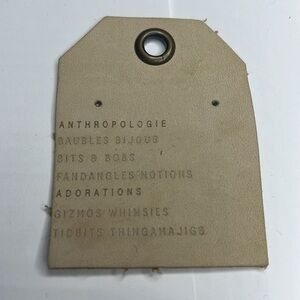 ANTHROPOLOGIE
BAUBLES BIJOUS
BITS & BOBS
FANDANGLES NOTIONS
ADORATIONS
GIZMOS WHIMSIES
TIDBITS THINGAMAJIGS